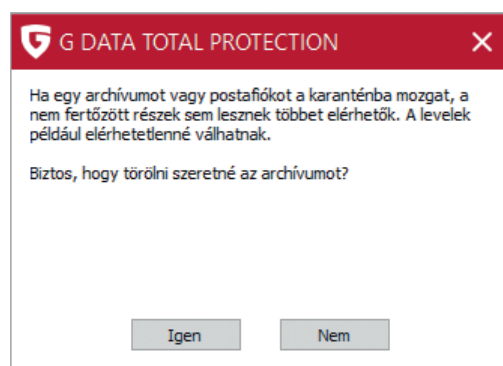 G DATA TOTAL PROTECTION
Ha egy archívumot vagy postafiókot a karanténba mozgat, a
nem fertőzött részek sem lesznek többet elérhetők. A levelek
például elérhetetlenné válhatnak.
Biztos, hogy törölni szeretné az archívumot?
Igen
Nem